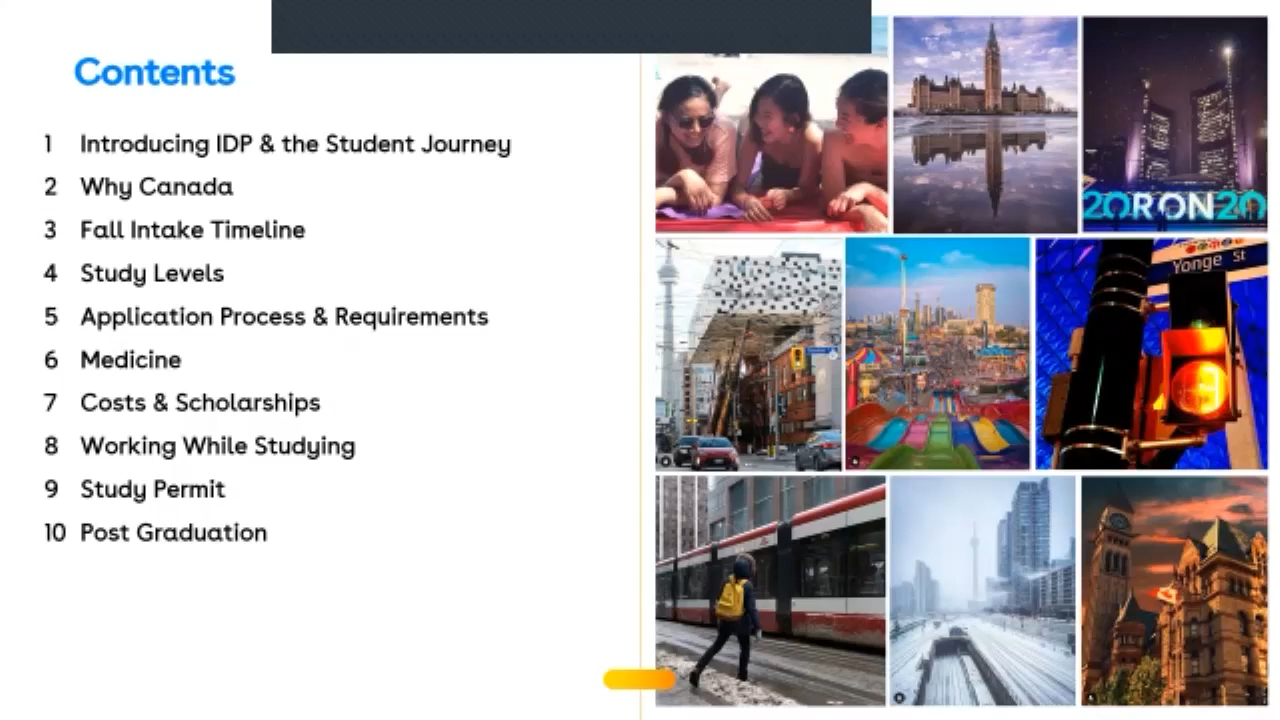 Contents
1 Introducing IDP & the Student Journey
2 Why Canada
3 Fall Intake Timeline
4 Study Levels
5 Application Process & Requirements
6 Medicine
7 Costs & Scholarships
8 Working While Studying
9 Study Permit
10 Post Graduation
20RON20
Yonge St